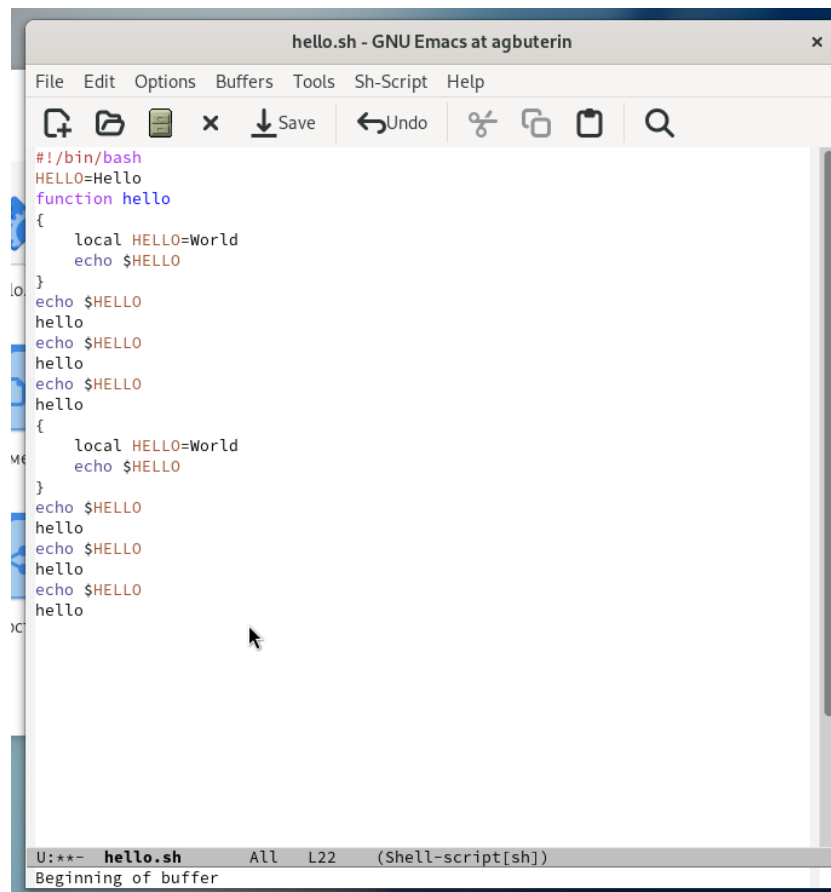 hello.sh - GNU Emacs at agbuterin ×
File Edit Options Buffers Tools Sh-Script Help
Save Undo
#!/bin/bash
HELLO=Hello
function hello
{
    local HELLO=World
    echo $HELLO
}
echo $HELLO
hello
echo $HELLO
hello
echo $HELLO
hello
{
    local HELLO=World
    echo $HELLO
}
echo $HELLO
hello
echo $HELLO
hello
echo $HELLO
hello
U:**- hello.sh All L22 (Shell-script[sh])
Beginning of buffer